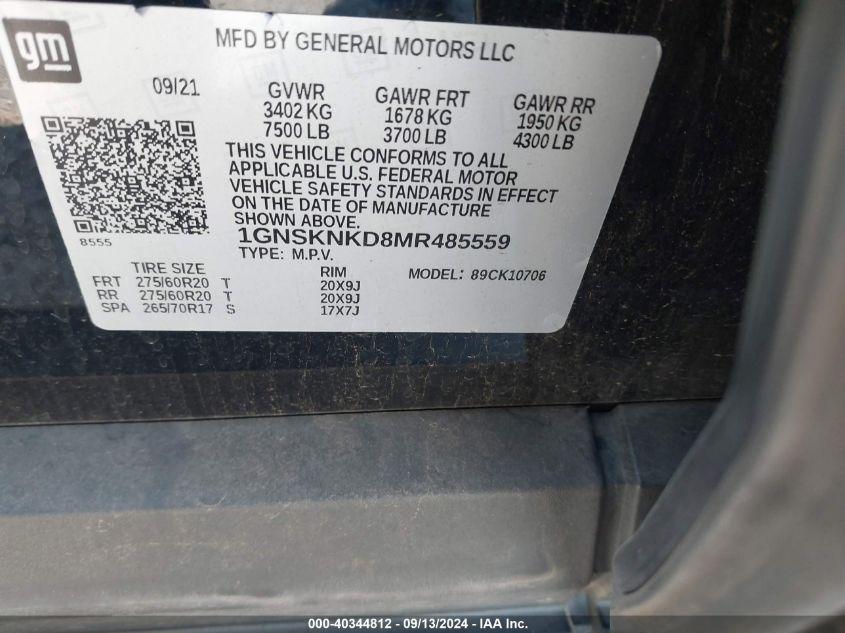 gm
MFD BY GENERAL MOTORS LLC
09/21
GVWR GAWR FRT GAWR RR
3402 KG 1678 KG 1950 KG
7500 LB 3700 LB 4300 LB
THIS VEHICLE CONFORMS TO ALL
APPLICABLE U.S. FEDERAL MOTOR
VEHICLE SAFETY STANDARDS IN EFFECT
ON THE DATE OF MANUFACTURE
SHOWN ABOVE.
8555
1GNSKNKD8MR485559
TYPE: M.P.V.
TIRE SIZE RIM MODEL: 89CK10706
FRT 275/60R20 T 20X9J
RR 275/60R20 T 20X9J
SPA 265/70R17 S 17X7J
000-40344812 - 09/13/2024 - WWW.IAAI.COM